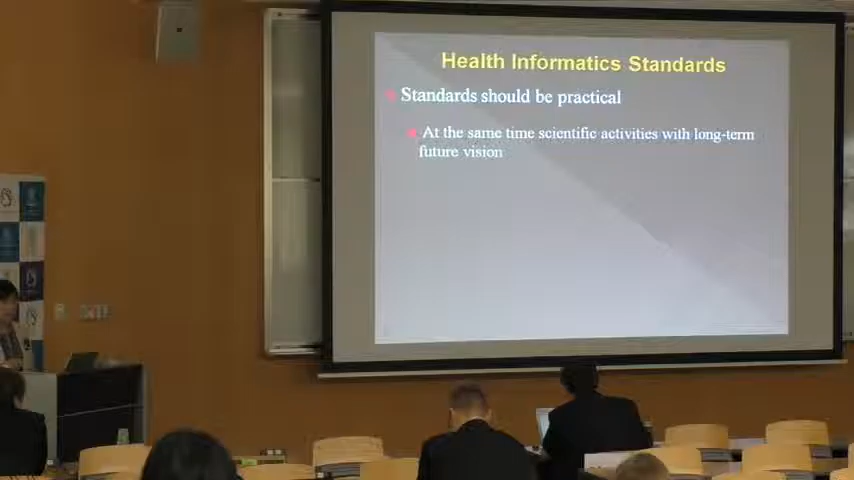 Health Informatics Standards
Standards should be practical
At the same time scientific activities with long-term
future vision